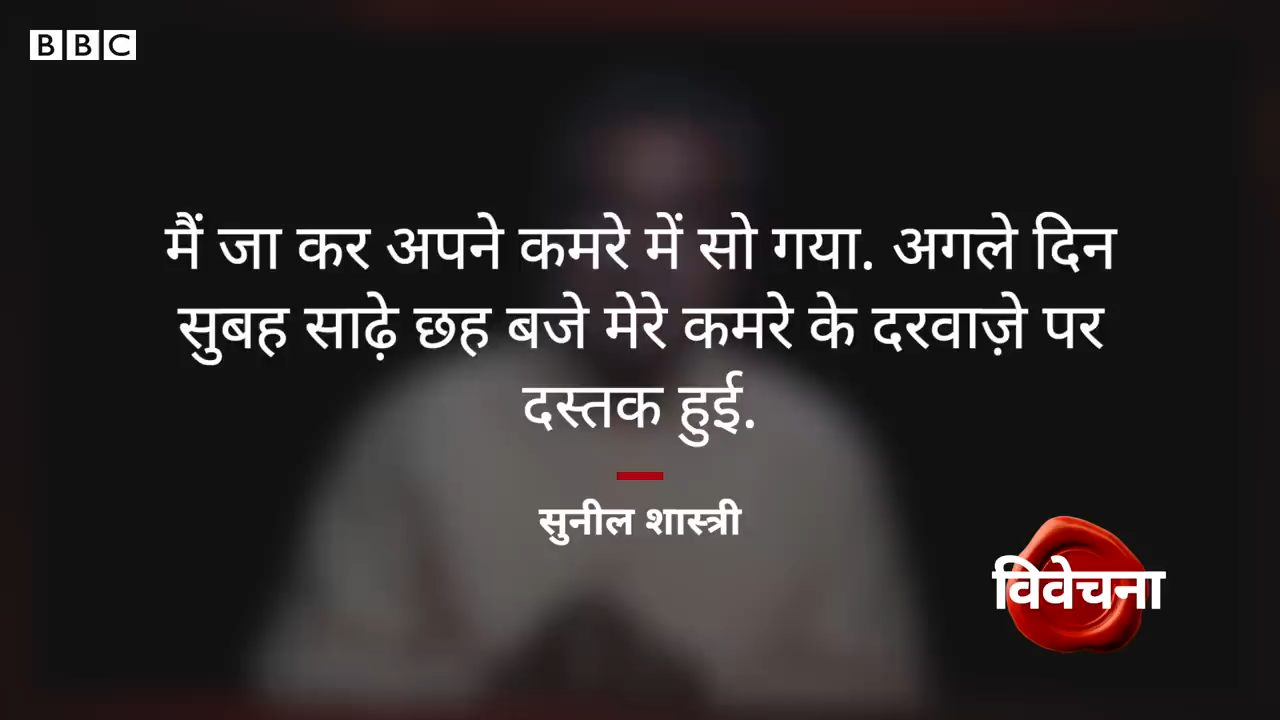 BBC
मैं जा कर अपने कमरे में सो गया. अगले दिन
सुबह साढ़े छह बजे मेरे कमरे के दरवाज़े पर
दस्तक हुई.
सुनील शास्त्री
विवेचना